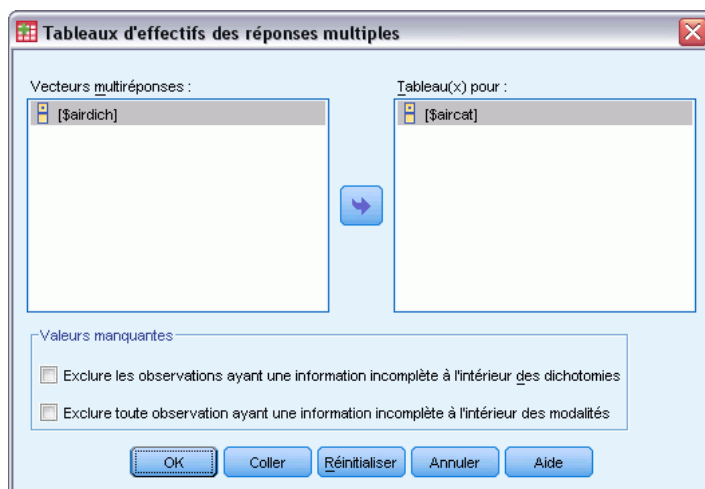 Tableaux d'effectifs des réponses multiples
Vecteurs multiréponses :
Tableau(x) pour :
[$airdich]
[$aircat]
Valeurs manquantes
Exclure les observations ayant une information incomplète à l'intérieur des dichotomies
Exclure toute observation ayant une information incomplète à l'intérieur des modalités
OK Coller Réinitialiser Annuler Aide